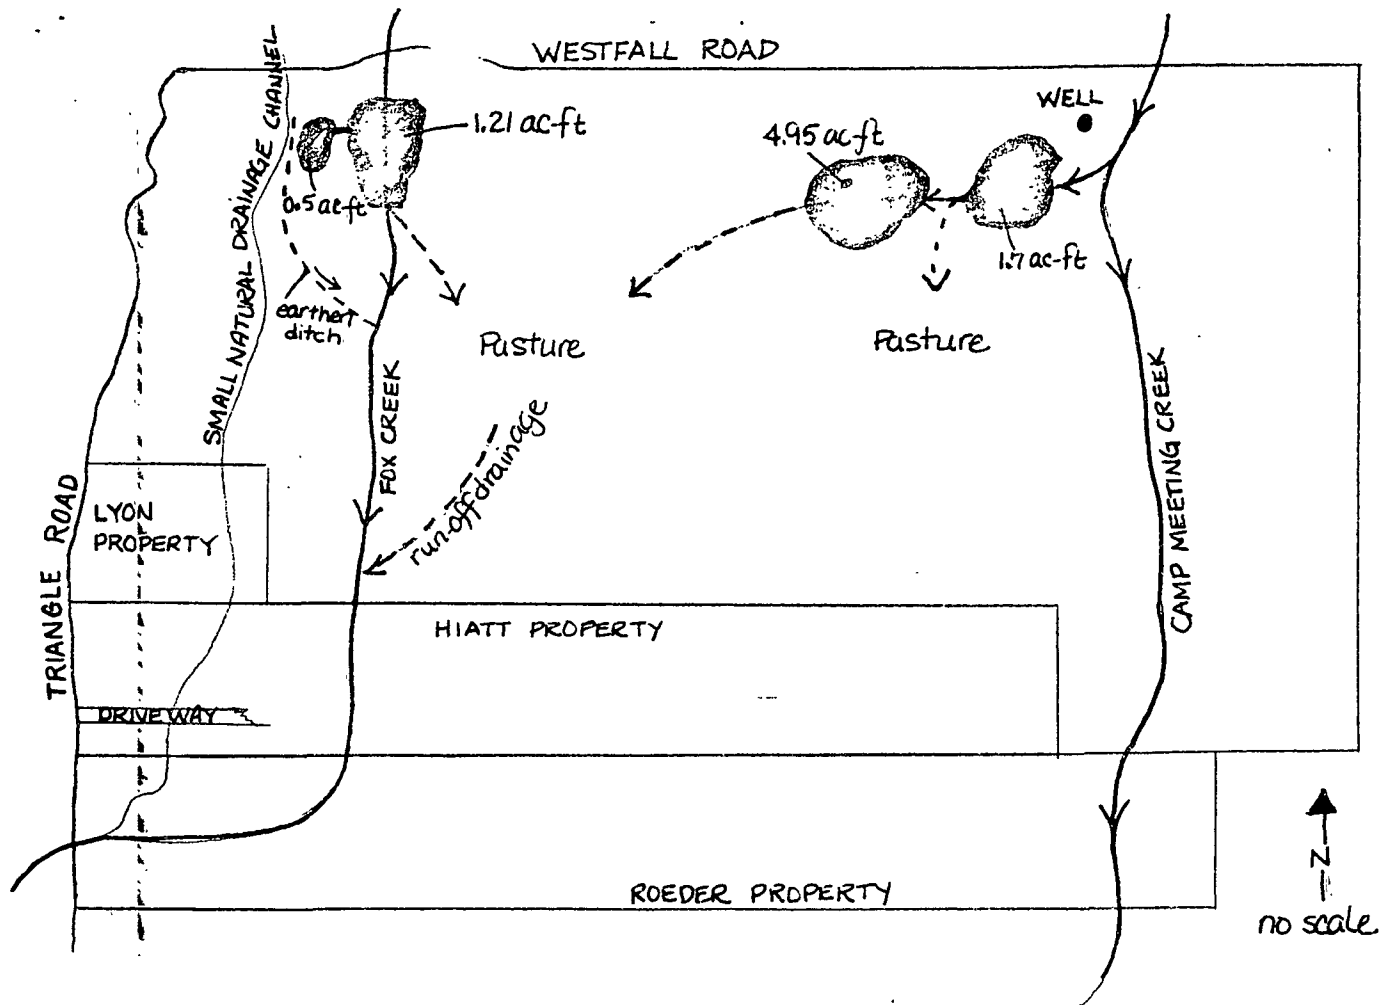 WESTFALL ROAD
SMALL NATURAL DRAINAGE CHANNEL
1.21 ac-ft
0.5 ac-ft
earthen
ditch
WELL
4.95 ac-ft
1.7 ac-ft
Pasture
Pasture
FOX CREEK
run-off drainage
CAMP MEETING CREEK
TRIANGLE ROAD
LYON
PROPERTY
HIATT PROPERTY
DRIVEWAY
ROEDER PROPERTY
N
no scale